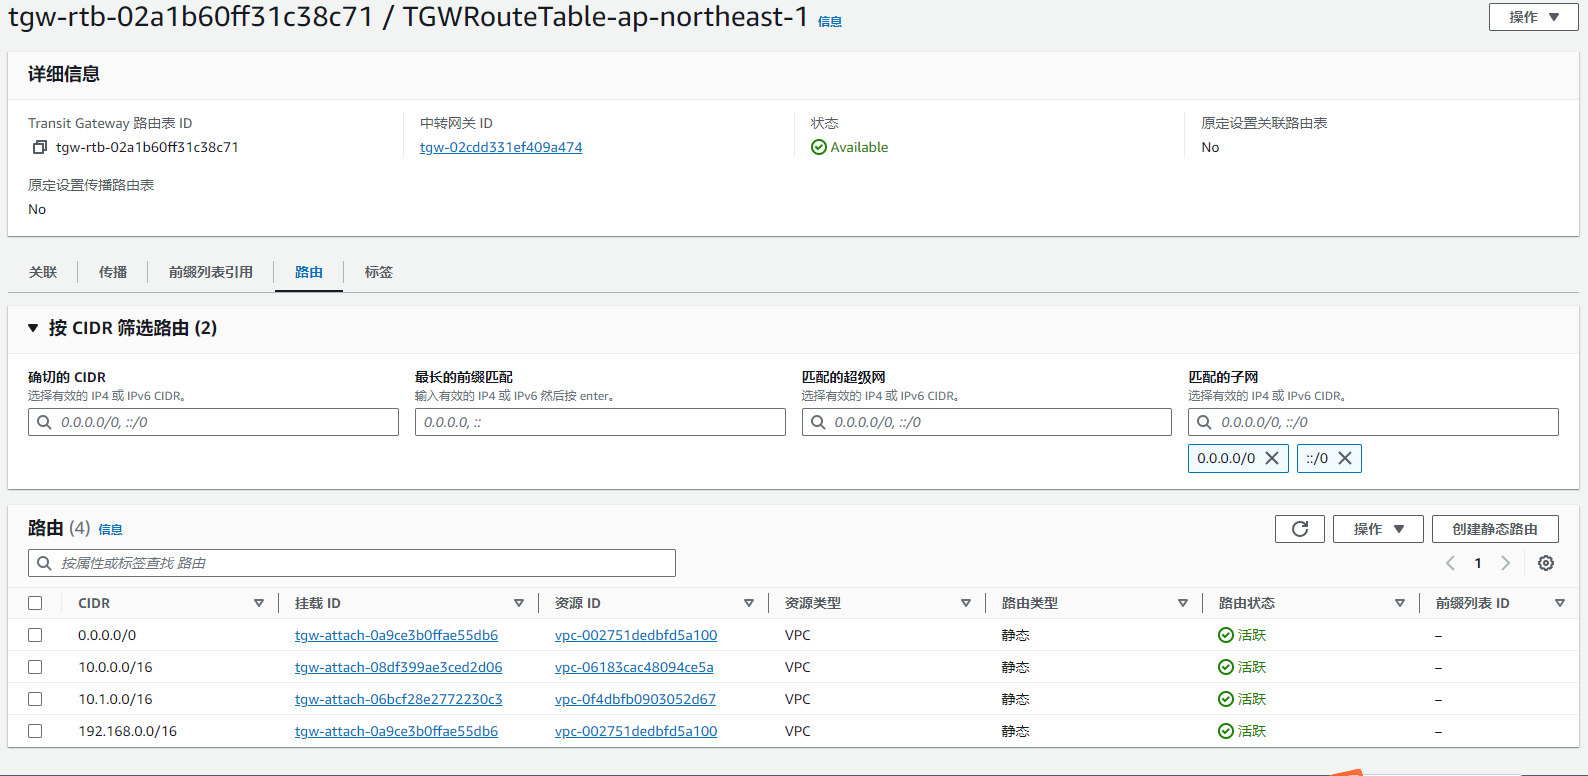 tgw-rtb-02a1b60ff31c38c71 / TGWRouteTable-ap-northeast-1 信息
操作
详细信息
Transit Gateway 路由表 ID
tgw-rtb-02a1b60ff31c38c71
中转网关 ID
tgw-02cdd331ef409a474
状态
Available
原定设置关联路由表
No
原定设置传播路由表
No
关联 传播 前缀列表引用 路由 标签
按 CIDR 筛选路由 (2)
确切的 CIDR
选择有效的 IP4 或 IPv6 CIDR。
0.0.0.0/0, ::/0
最长的前缀匹配
输入有效的 IP4 或 IPv6 然后按 enter。
0.0.0.0, ::
匹配的超级网
选择有效的 IP4 或 IPv6 CIDR。
0.0.0.0/0, ::/0
匹配的子网
选择有效的 IP4 或 IPv6 CIDR。
0.0.0.0/0, ::/0
0.0.0.0/0 ::/0
路由 (4) 信息
操作 创建静态路由
按属性或标签查找 路由
1
CIDR 挂载 ID 资源 ID 资源类型 路由类型 路由状态 前缀列表 ID
0.0.0.0/0 tgw-attach-0a9ce3b0ffae55db6 vpc-002751dedbfd5a100 VPC 静态 活跃 –
10.0.0.0/16 tgw-attach-08df399ae3ced2d06 vpc-06183cac48094ce5a VPC 静态 活跃 –
10.1.0.0/16 tgw-attach-06bcf28e2772230c3 vpc-0f4dbfb0903052d67 VPC 静态 活跃 –
192.168.0.0/16 tgw-attach-0a9ce3b0ffae55db6 vpc-002751dedbfd5a100 VPC 静态 活跃 –